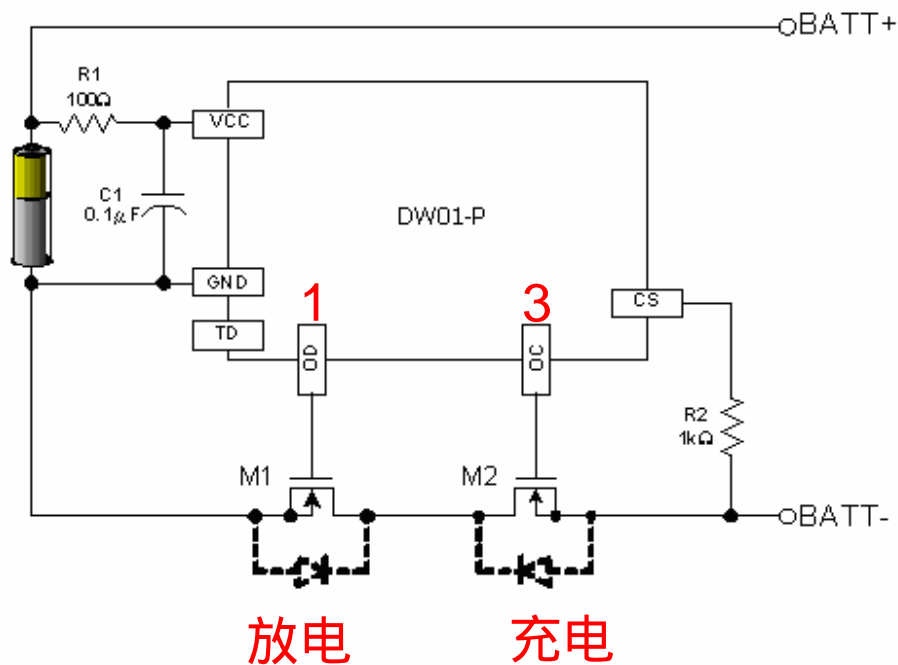 BATT+
R1
100Ω
VCC
C1
0.1μF
DW01-P
GND
1
3
CS
TD
OD
OC
R2
1kΩ
M1
M2
BATT-
放电
充电